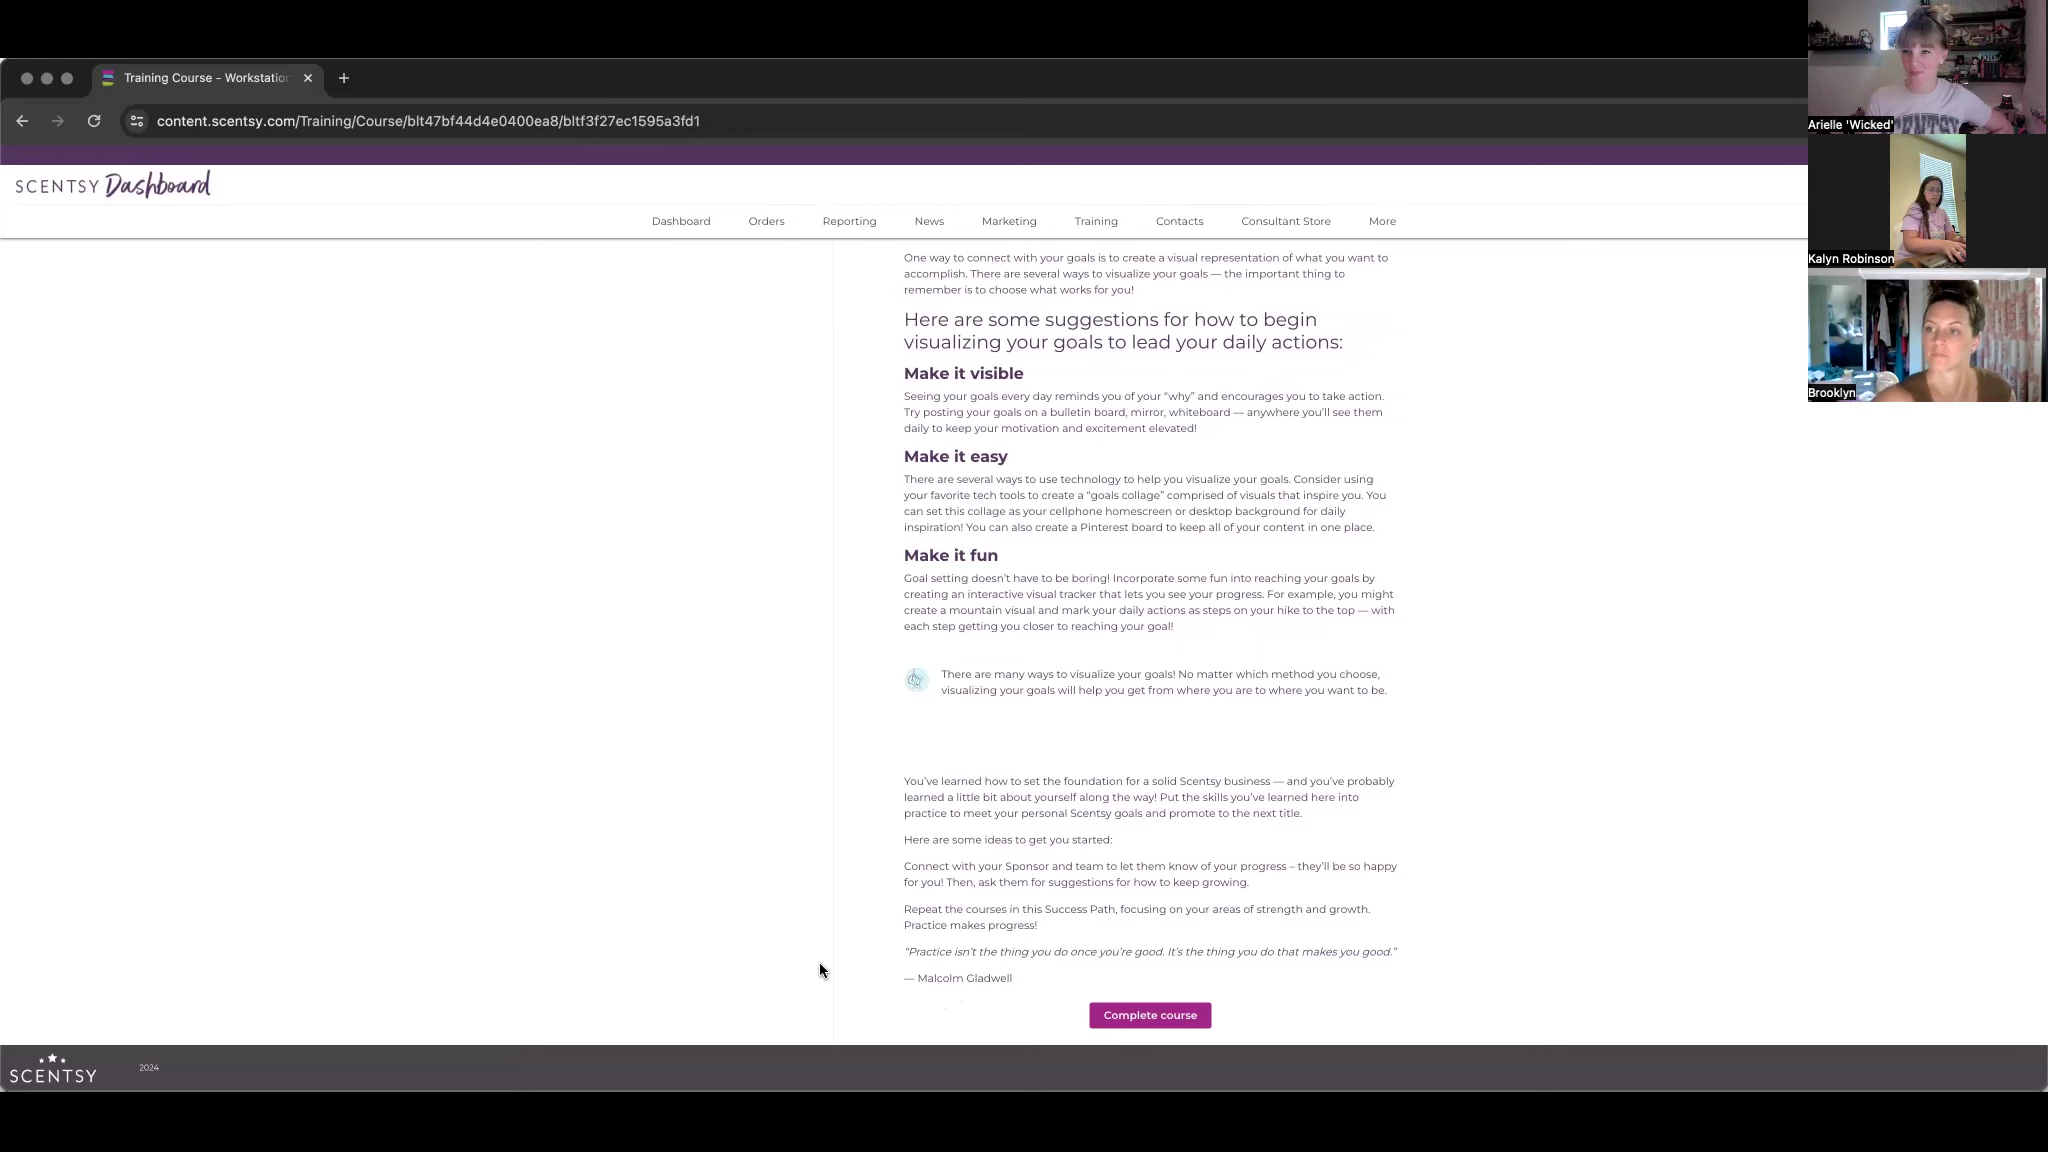 Training Course - Workstation
content.scentsy.com/Training/Course/blt47bf44d4e0400ea8/bltf3f27ec1595a3fd1
SCENTSY Dashboard
Dashboard Orders Reporting News Marketing Training Contacts Consultant Store More
One way to connect with your goals is to create a visual representation of what you want to
accomplish. There are several ways to visualize your goals — the important thing to
remember is to choose what works for you!
Here are some suggestions for how to begin
visualizing your goals to lead your daily actions:
Make it visible
Seeing your goals every day reminds you of your “why” and encourages you to take action.
Try posting your goals on a bulletin board, mirror, whiteboard — anywhere you’ll see them
daily to keep your motivation and excitement elevated!
Make it easy
There are several ways to use technology to help you visualize your goals. Consider using
your favorite tech tools to create a “goals collage” comprised of visuals that inspire you. You
can set this collage as your cellphone homescreen or desktop background for daily
inspiration! You can also create a Pinterest board to keep all of your content in one place.
Make it fun
Goal setting doesn’t have to be boring! Incorporate some fun into reaching your goals by
creating an interactive visual tracker that lets you see your progress. For example, you might
create a mountain visual and mark your daily actions as steps on your hike to the top — with
each step getting you closer to reaching your goal!
There are many ways to visualize your goals! No matter which method you choose,
visualizing your goals will help you get from where you are to where you want to be.
You’ve learned how to set the foundation for a solid Scentsy business — and you’ve probably
learned a little bit about yourself along the way! Put the skills you’ve learned here into
practice to meet your personal Scentsy goals and promote to the next title.
Here are some ideas to get you started:
Connect with your Sponsor and team to let them know of your progress – they’ll be so happy
for you! Then, ask them for suggestions for how to keep growing.
Repeat the courses in this Success Path, focusing on your areas of strength and growth.
Practice makes progress!
“Practice isn’t the thing you do once you’re good. It’s the thing you do that makes you good.”
— Malcolm Gladwell
Complete course
SCENTSY
2024
Arielle 'Wicked'
Kalyn Robinson
Brooklyn